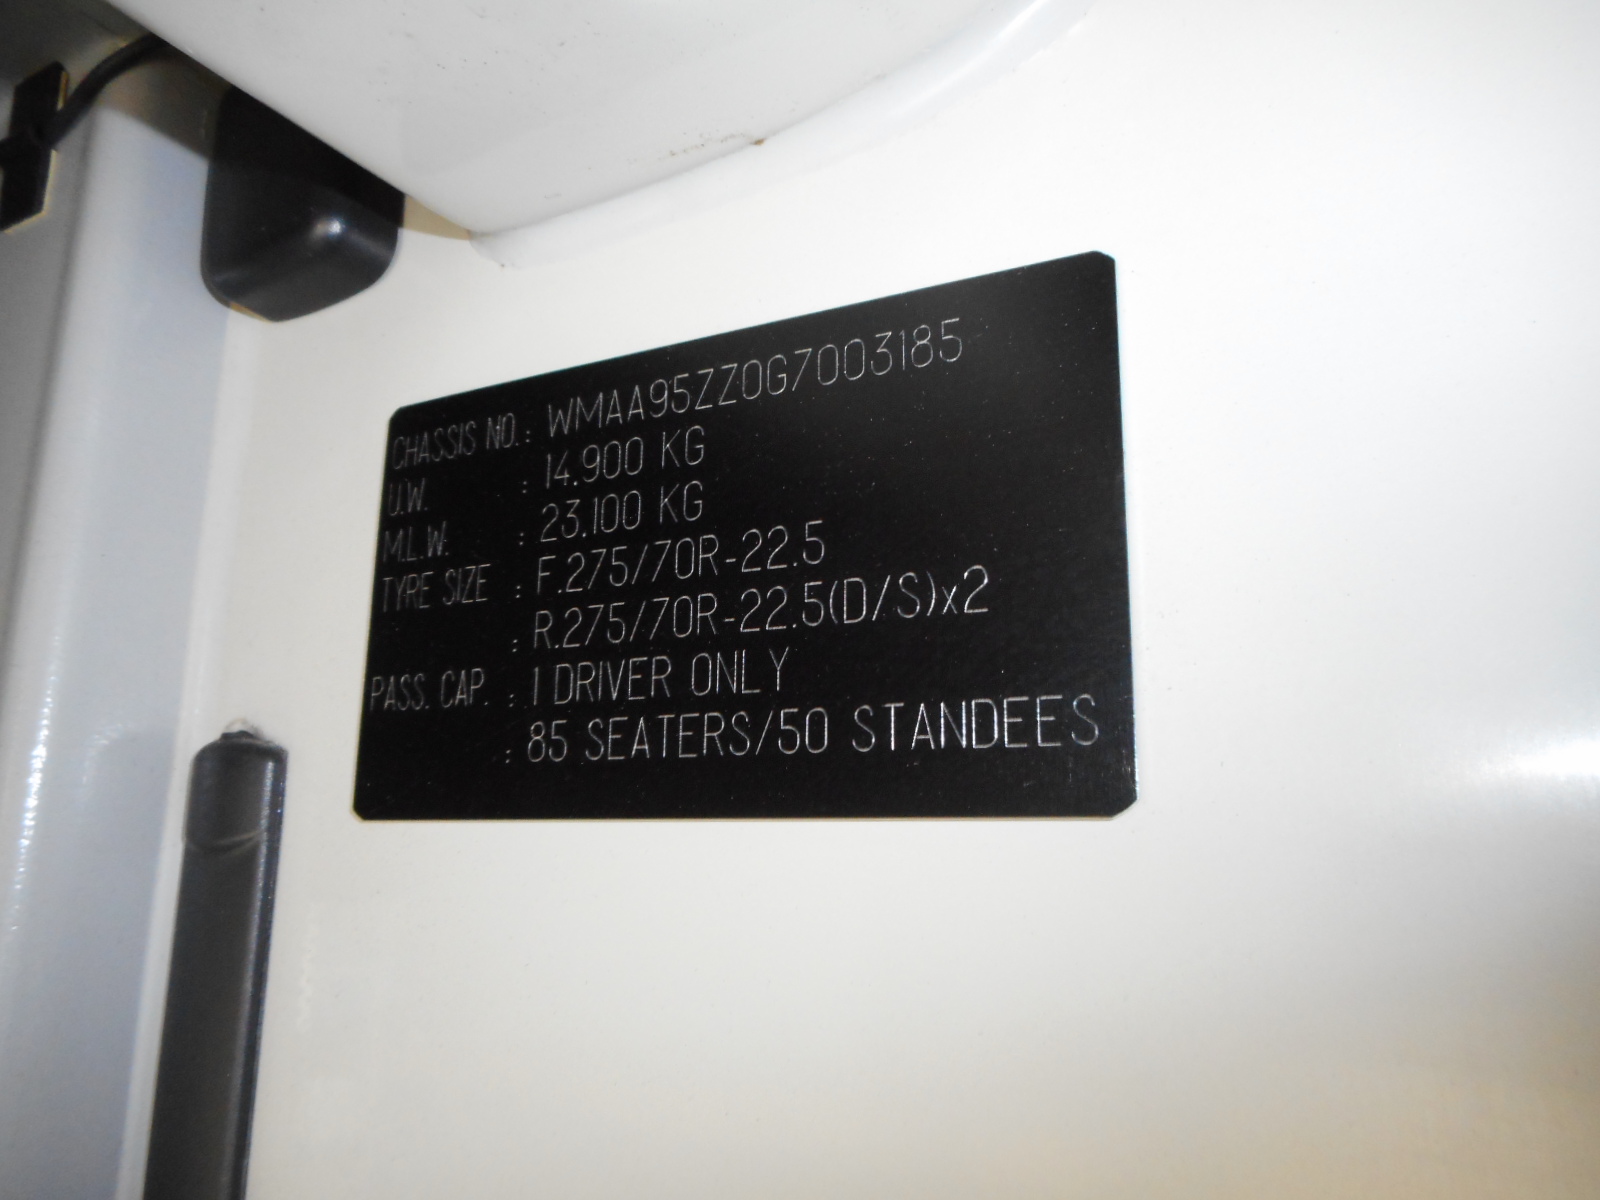 CHASSIS NO. : WMAA95ZZ0G7003185
U.W. : 14.900 KG
M.L.W. : 23.100 KG
TYRE SIZE : F.275/70R-22.5
: R.275/70R-22.5(D/S)x2
PASS. CAP. : 1 DRIVER ONLY
: 85 SEATERS/50 STANDEES